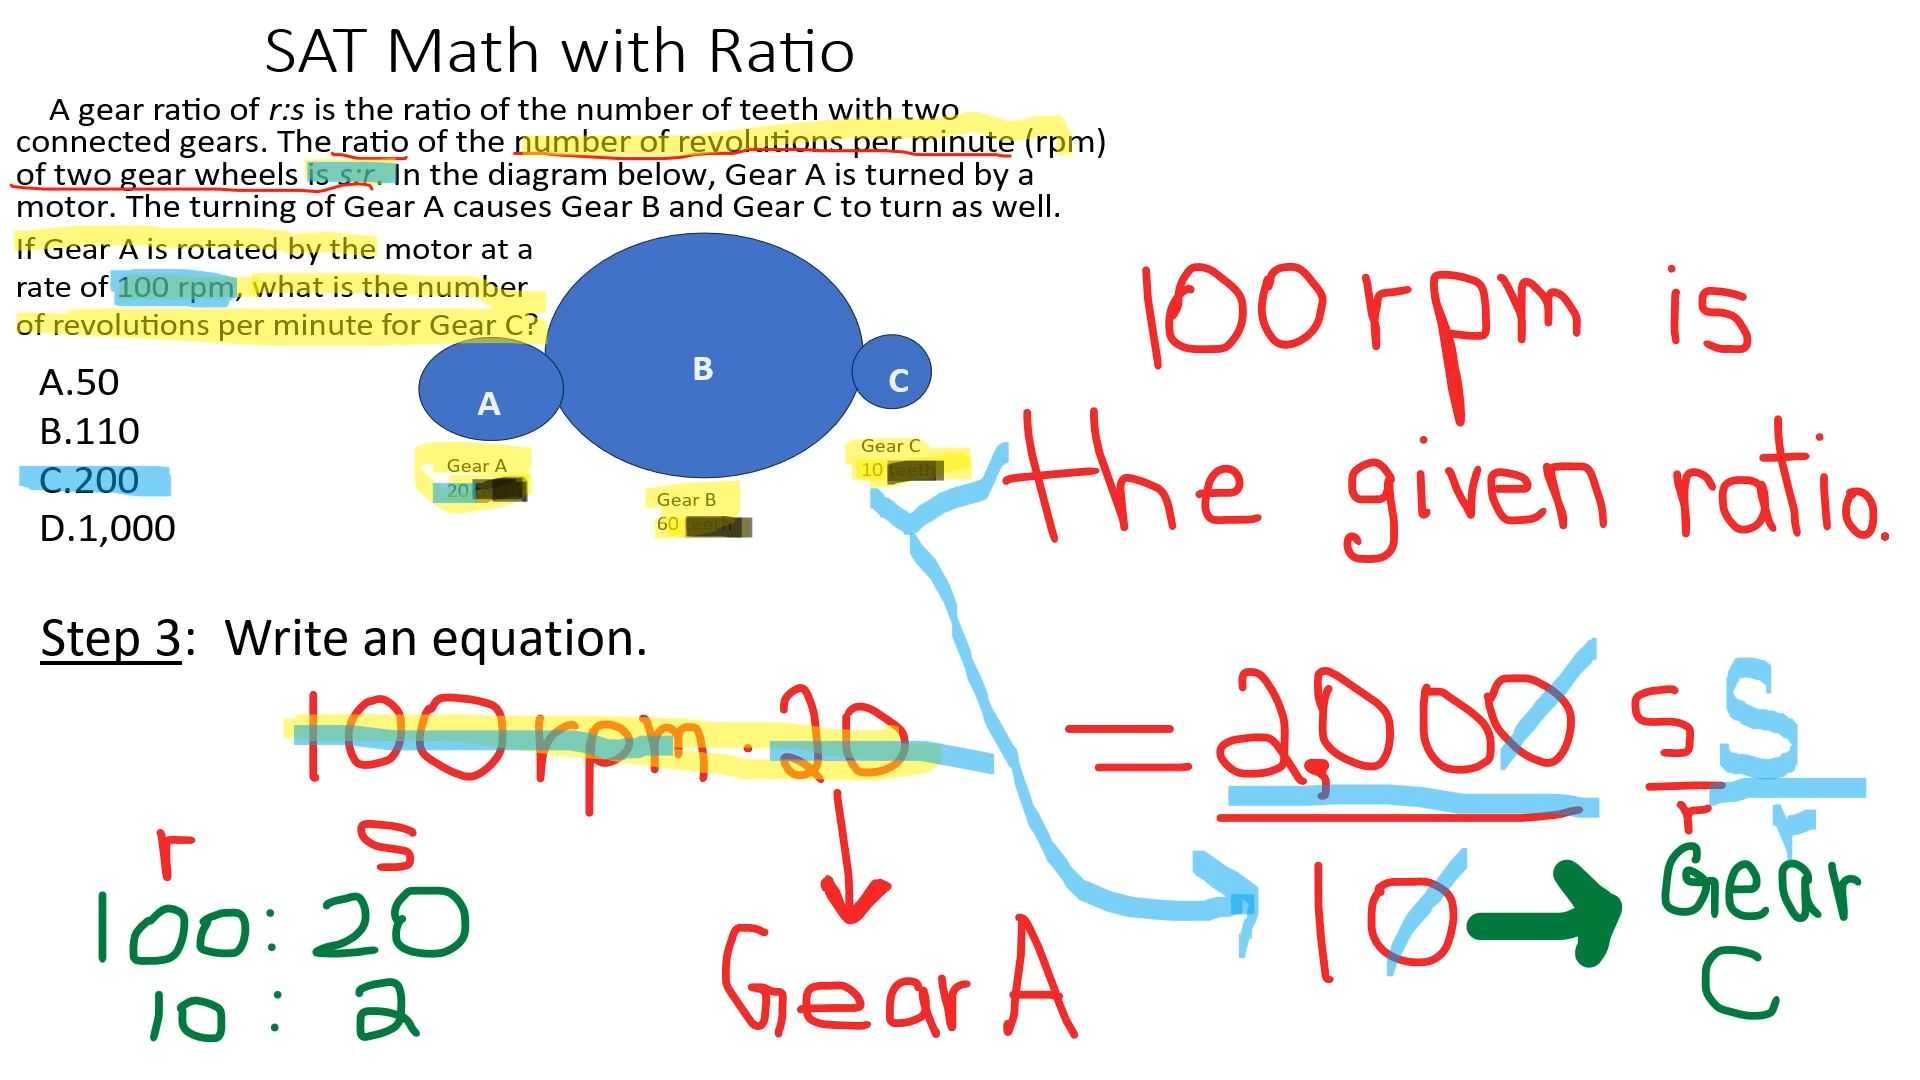 SAT Math with Ratio
A gear ratio of r:s is the ratio of the number of teeth with two
connected gears. The ratio of the number of revolutions per minute (rpm)
of two gear wheels is s:r. In the diagram below, Gear A is turned by a
motor. The turning of Gear A causes Gear B and Gear C to turn as well.
If Gear A is rotated by the motor at a
rate of 100 rpm, what is the number
of revolutions per minute for Gear C?
A.50
B.110
C.200
D.1,000
A
B
C
Gear A
20 teeth
Gear B
60 teeth
Gear C
10 teeth
100 rpm is
the given ratio.
Step 3: Write an equation.
100 rpm · 20 = 2,000 s S
10 r r
Gear A
Gear
C
r s
100 : 20
10 : 2